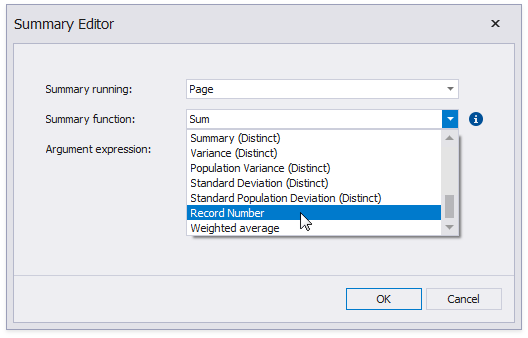 Summary Editor
Summary running:
Page
Summary function:
Sum
Argument expression:
Summary (Distinct)
Variance (Distinct)
Population Variance (Distinct)
Standard Deviation (Distinct)
Standard Population Deviation (Distinct)
Record Number
Weighted average
OK
Cancel